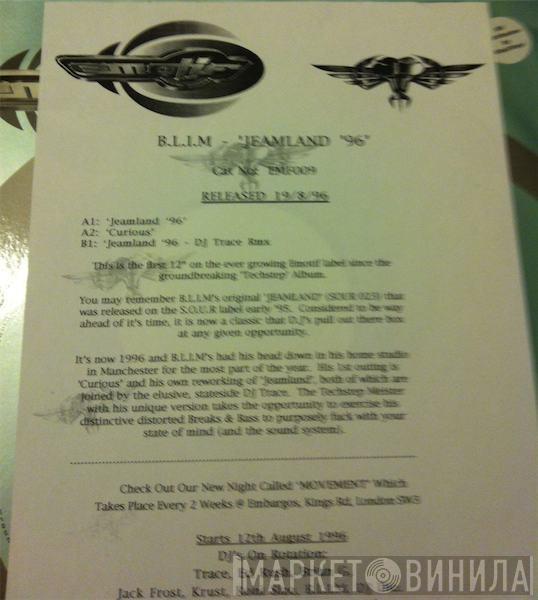 emotif
B.L.I.M - "JEAMLAND "96"
Cat No: EMF009
RELEASED 19/8/96
A1: 'Jeamland '96'
A2: 'Curious'
B1: 'Jeamland '96 - DJ Trace Rmx
This is the first 12" on the ever growing Emotif label since the
groundbreaking 'Techstep' Album.
You may remember B.L.I.M's original 'JEAMLAND' (SOUR 023) that
was released on the S.O.U.R label early '95. Considered to be way
ahead of it's time, it is now a classic that D.J's pull out there box
at any given opportunity.
It's now 1996 and B.L.I.M's had his head down in his home studio
in Manchester for the most part of the year. His 1st outing is
'Curious' and his own reworking of 'Jeamland', both of which are
joined by the elusive, stateside DJ Trace. The Techstep Meister
with his unique version takes the opportunity to exercise his
distinctive distorted Breaks & Bass to purposely fuck with your
state of mind (and the sound system).
Check Out Our New Night Called 'MOVEMENT' Which
Takes Place Every 2 Weeks @ Embargos, Kings Rd, London SW3
Starts 12th August 1996
DJ's On Rotation:
Trace, Ed Rush,
Jack Frost, Krust,
МАРКЕТ ВИНИЛА